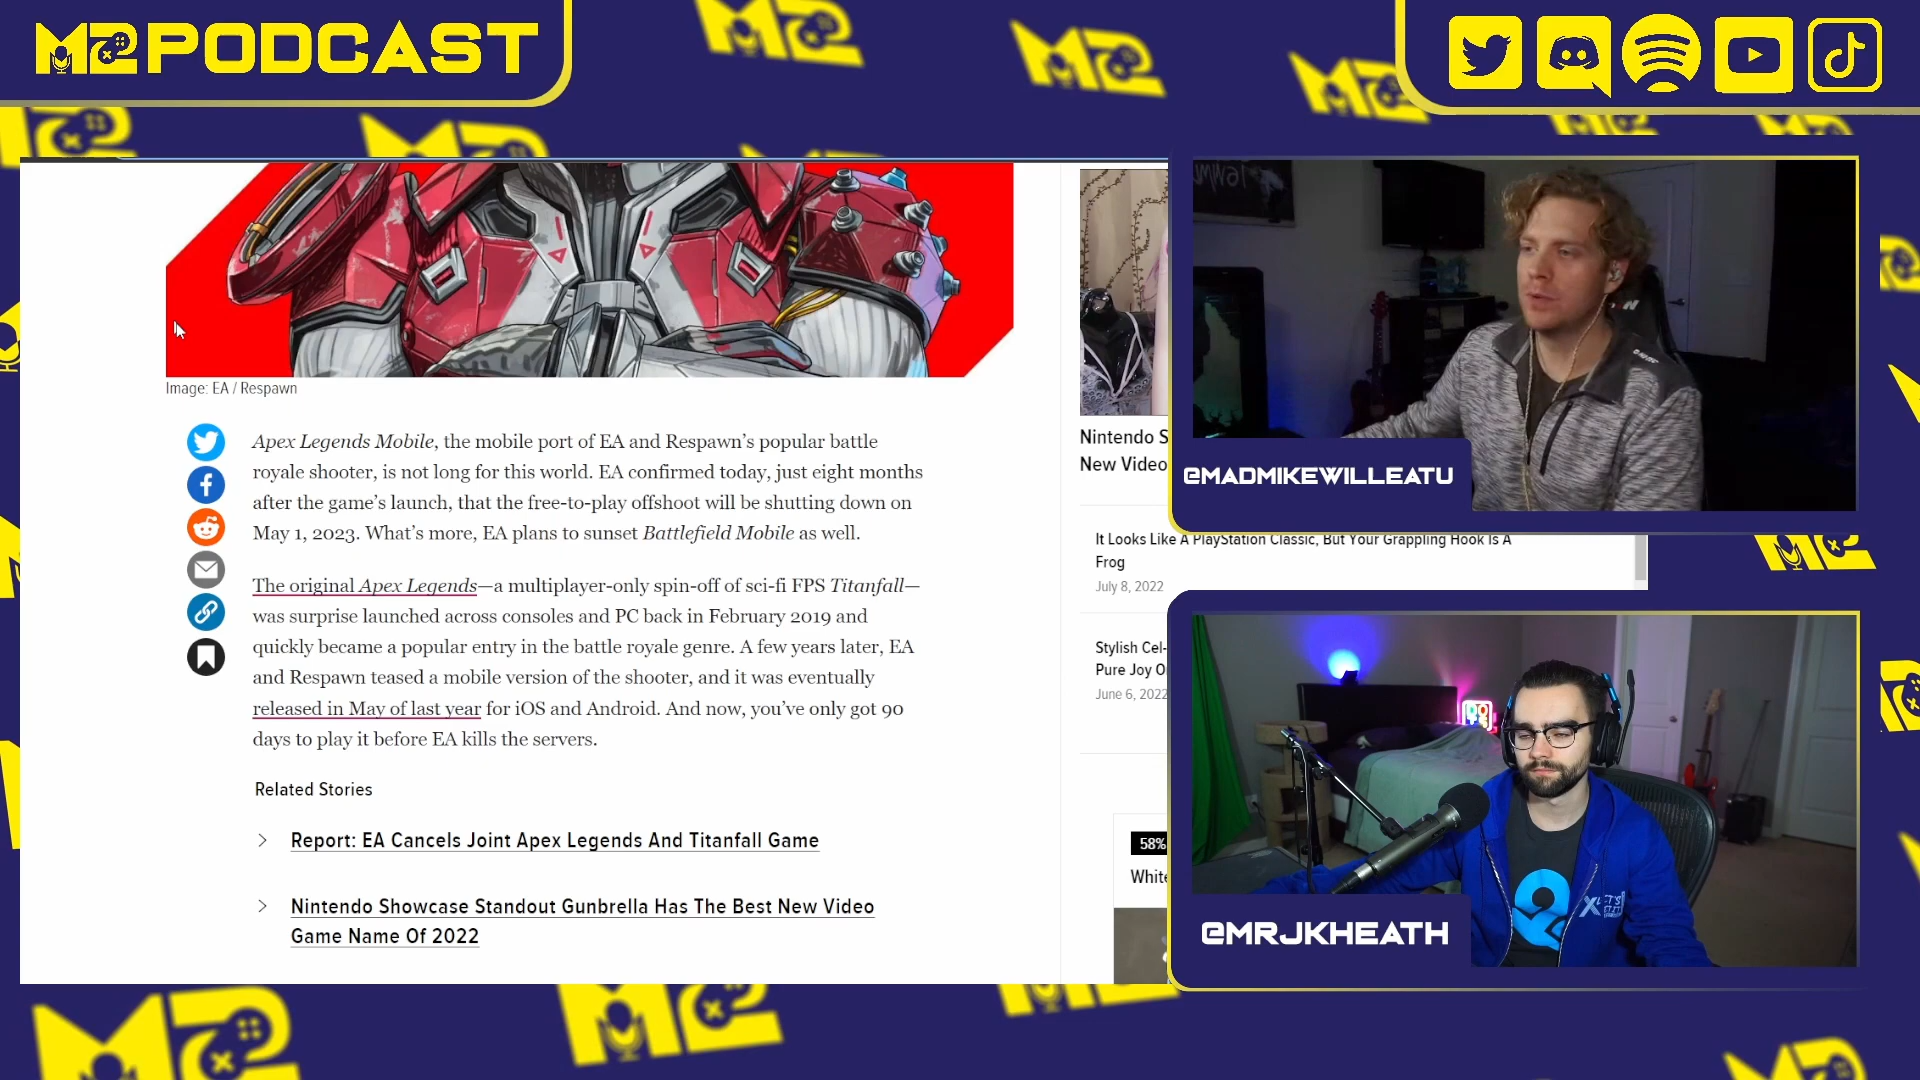 M2 PODCAST
Image: EA / Respawn
Apex Legends Mobile, the mobile port of EA and Respawn’s popular battle
royale shooter, is not long for this world. EA confirmed today, just eight months
after the game’s launch, that the free-to-play offshoot will be shutting down on
May 1, 2023. What’s more, EA plans to sunset Battlefield Mobile as well.
The original Apex Legends—a multiplayer-only spin-off of sci-fi FPS Titanfall—
was surprise launched across consoles and PC back in February 2019 and
quickly became a popular entry in the battle royale genre. A few years later, EA
and Respawn teased a mobile version of the shooter, and it was eventually
released in May of last year for iOS and Android. And now, you’ve only got 90
days to play it before EA kills the servers.
Related Stories
Report: EA Cancels Joint Apex Legends And Titanfall Game
Nintendo Showcase Standout Gunbrella Has The Best New Video
Game Name Of 2022
Nintendo S
New Video
It Looks Like A PlayStation Classic, But Your Grappling Hook Is A
Frog
July 8, 2022
Stylish Cel-
Pure Joy O
June 6, 2022
58%
White
@MADMIKEWILLEATU
@MRJKHEATH